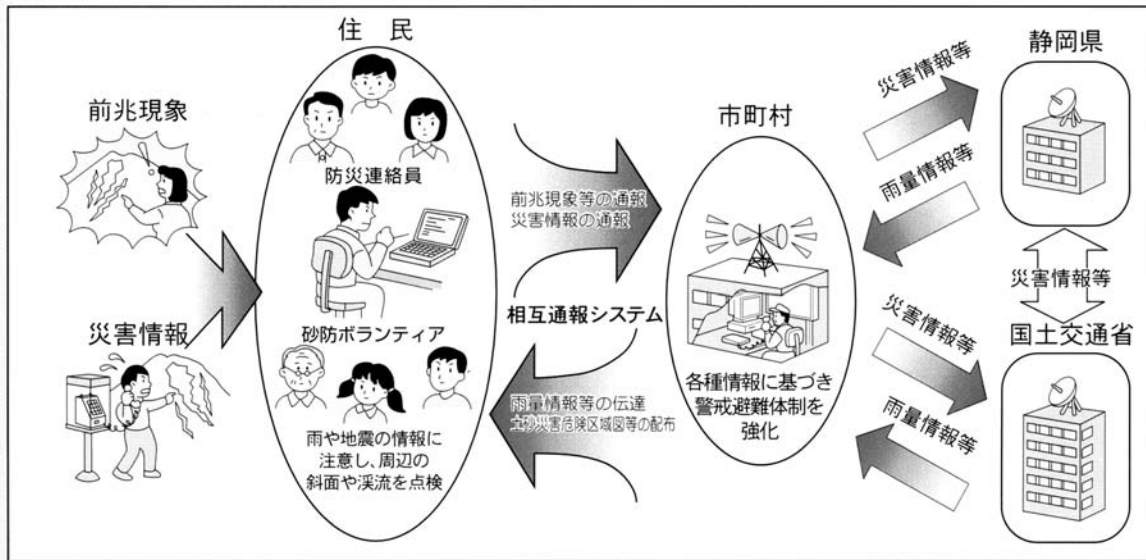 住 民
前兆現象
災害情報
防災連絡員
砂防ボランティア
雨や地震の情報に
注意し、周辺の
斜面や渓流を点検
前兆現象等の通報
災害情報の通報
相互通報システム
雨量情報等の伝達
土砂災害危険区域図等の配布
市町村
各種情報に基づき
警戒避難体制を
強化
災害情報等
雨量情報等
災害情報等
雨量情報等
静岡県
災害情報等
国土交通省